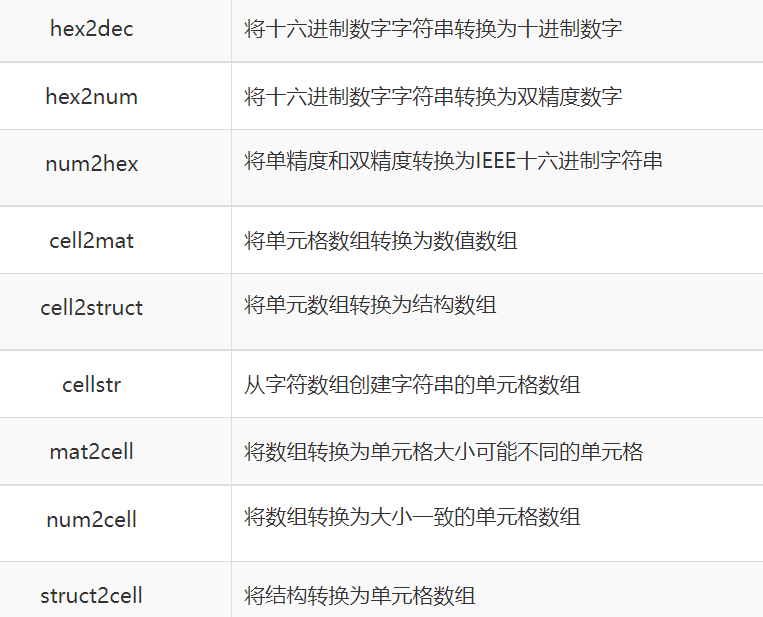 hex2dec 将十六进制数字字符串转换为十进制数字
hex2num 将十六进制数字字符串转换为双精度数字
num2hex 将单精度和双精度转换为IEEE十六进制字符串
cell2mat 将单元格数组转换为数值数组
cell2struct 将单元数组转换为结构数组
cellstr 从字符数组创建字符串的单元格数组
mat2cell 将数组转换为单元格大小可能不同的单元格
num2cell 将数组转换为大小一致的单元格数组
struct2cell 将结构转换为单元格数组